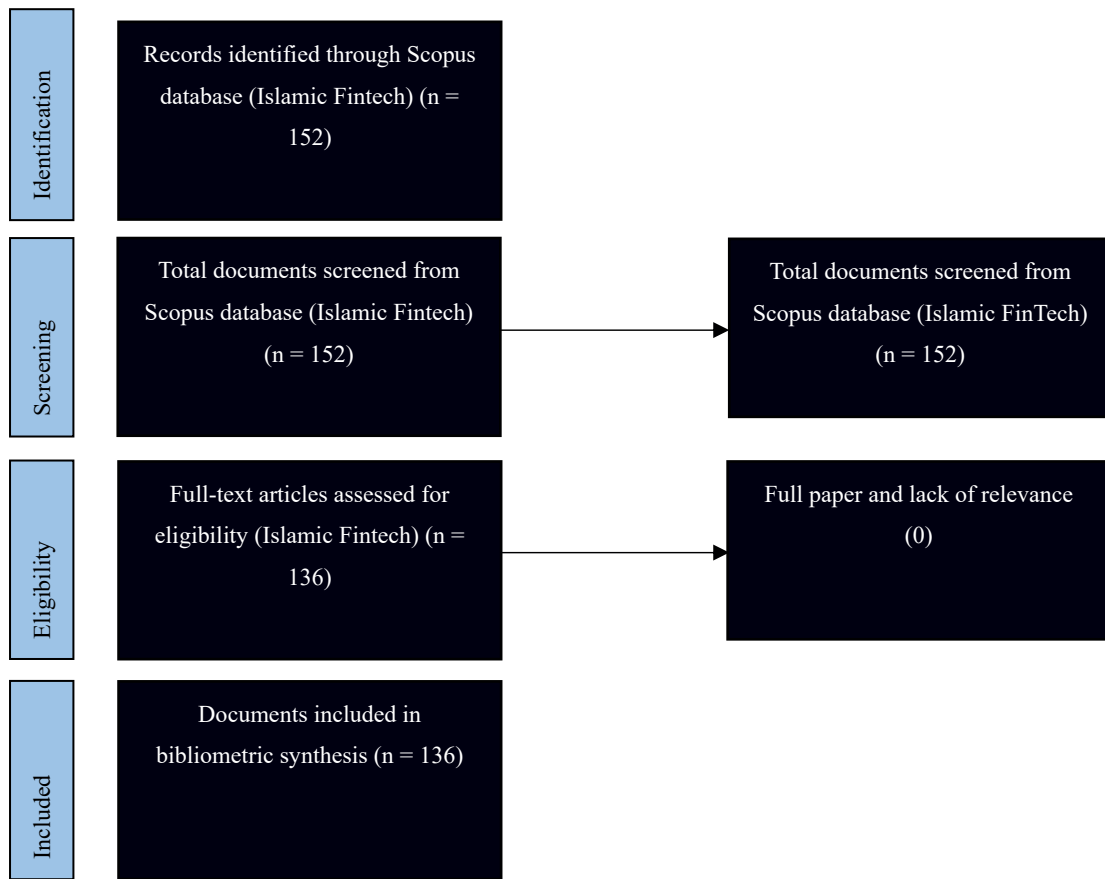 Identification
Records identified through Scopus
database (Islamic Fintech) (n =
152)
Screening
Total documents screened from
Scopus database (Islamic Fintech)
(n = 152)
Total documents screened from
Scopus database (Islamic FinTech)
(n = 152)
Eligibility
Full-text articles assessed for
eligibility (Islamic Fintech) (n =
136)
Full paper and lack of relevance
(0)
Included
Documents included in
bibliometric synthesis (n = 136)